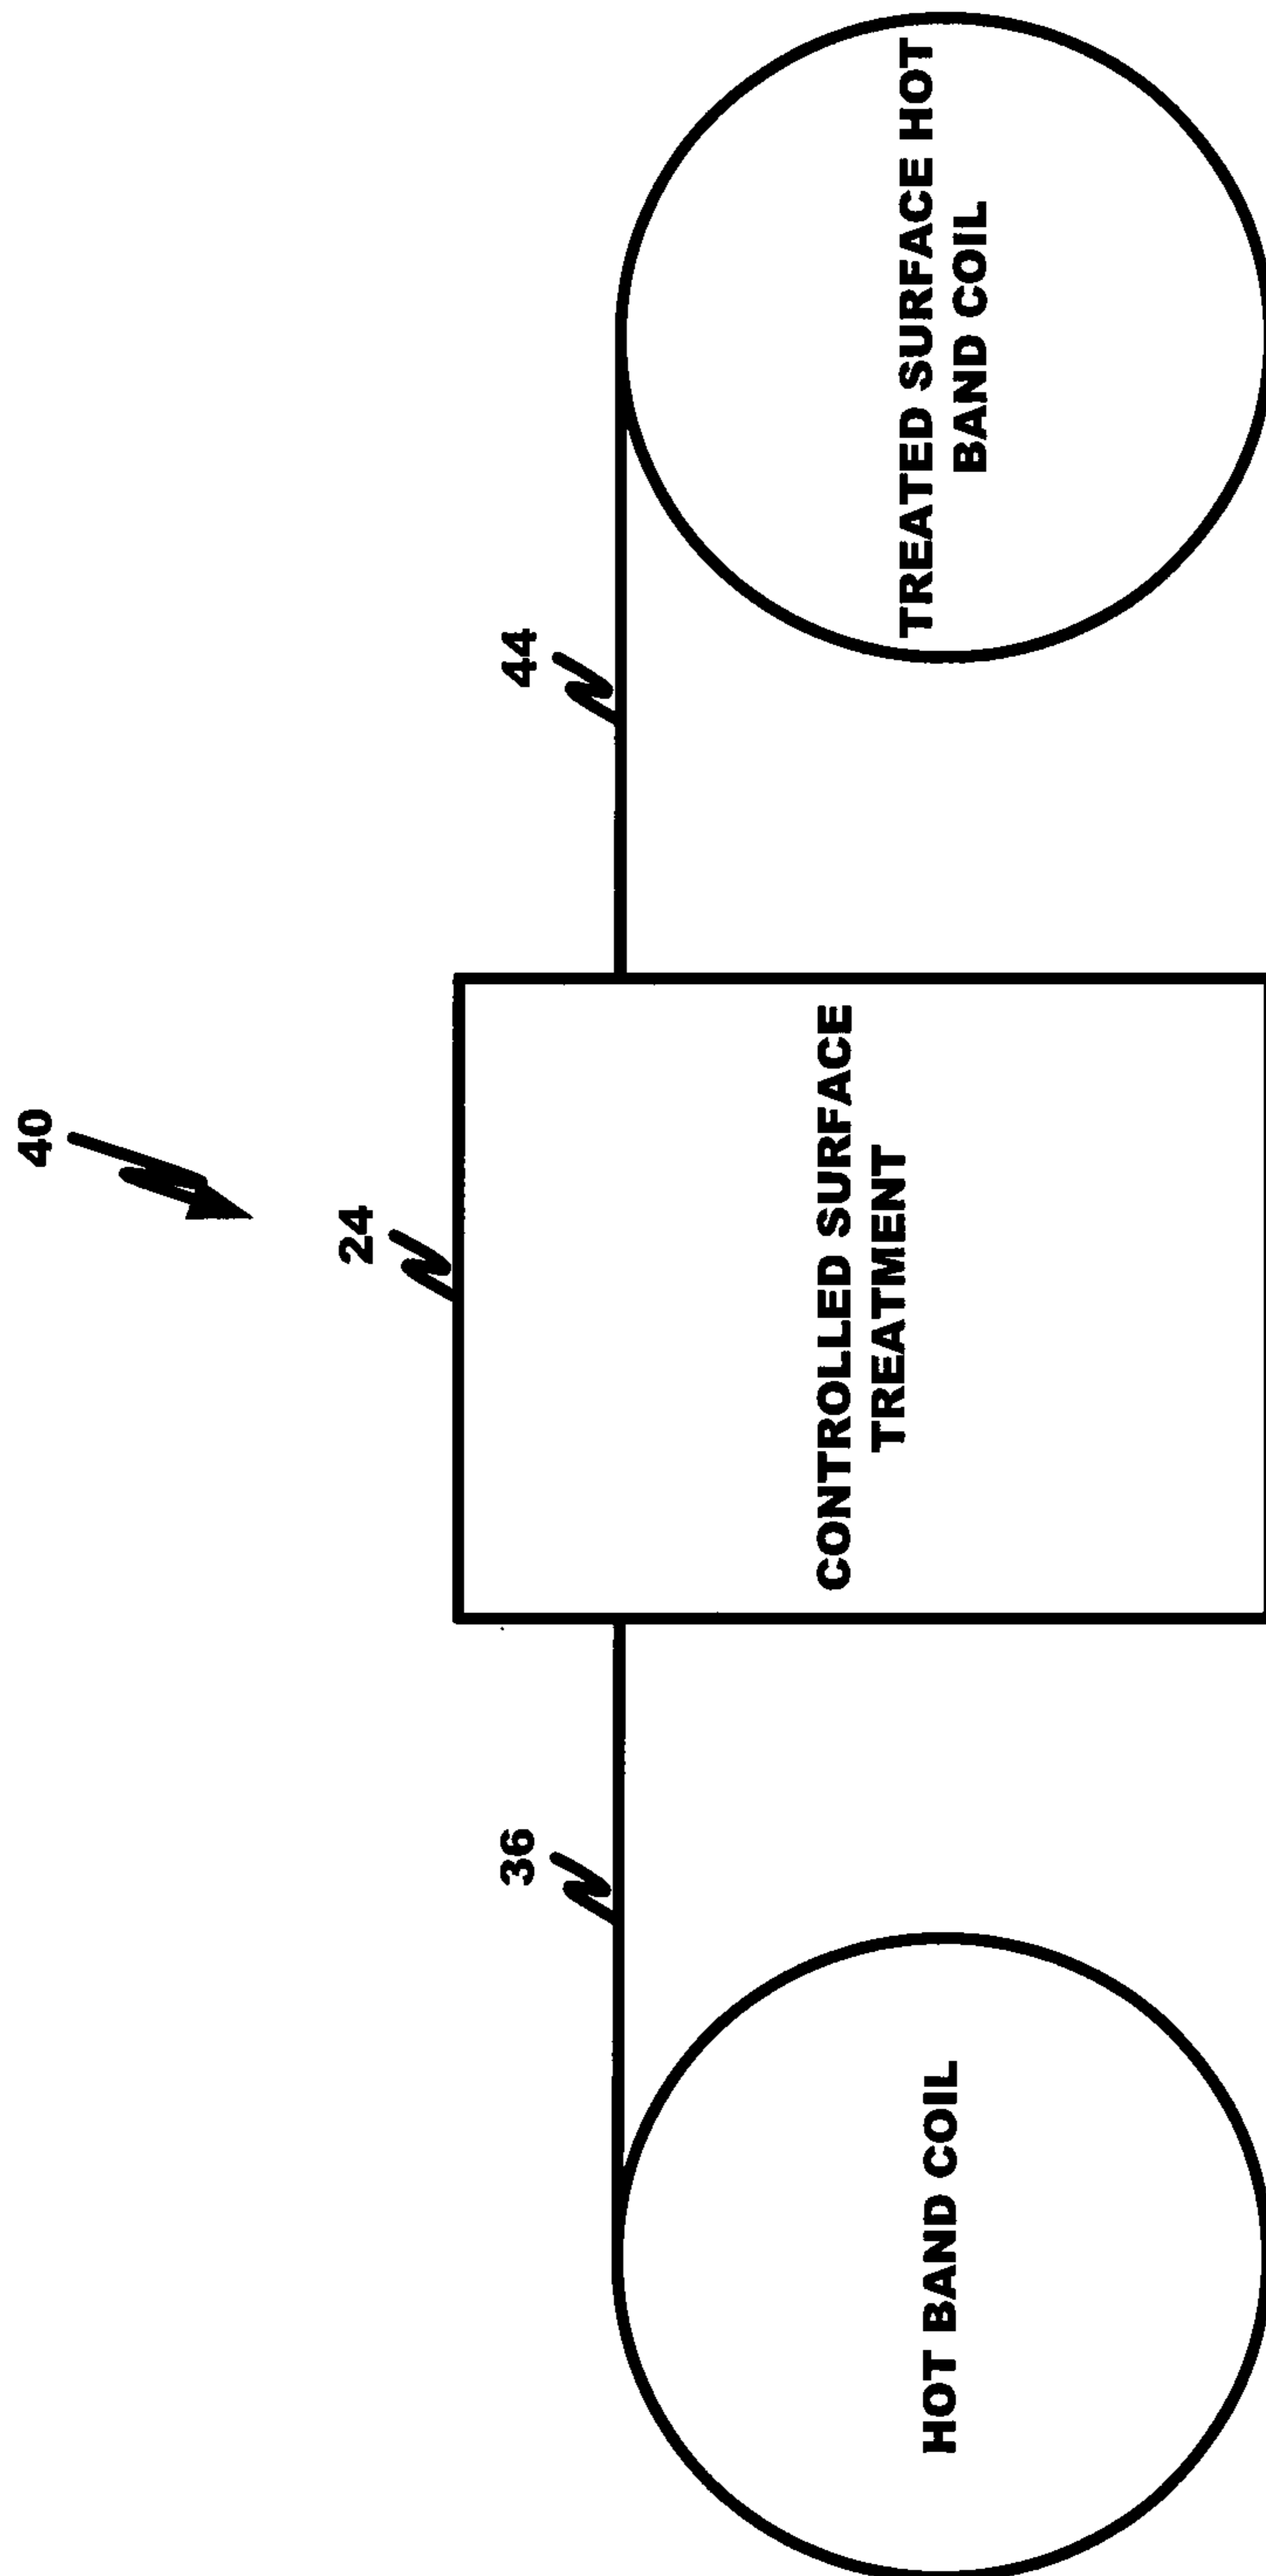 40
24
36
44
HOT BAND COIL
CONTROLLED SURFACE
TREATMENT
TREATED SURFACE HOT
BAND COIL